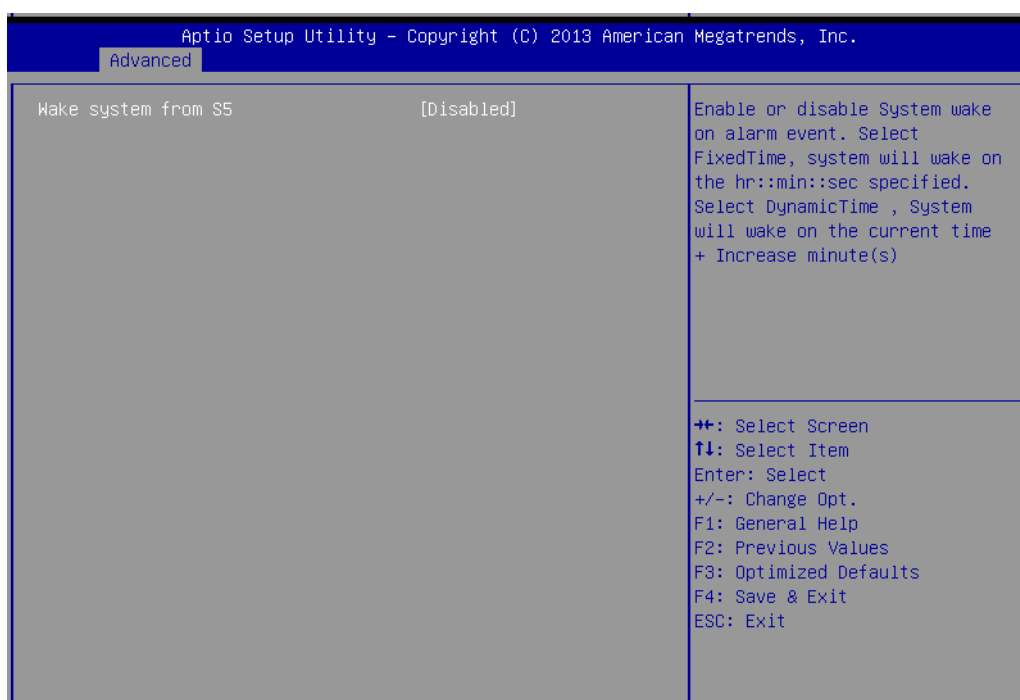 Aptio Setup Utility – Copyright (C) 2013 American Megatrends, Inc.
Advanced
Wake system from S5 [Disabled]
Enable or disable System wake
on alarm event. Select
FixedTime, system will wake on
the hr::min::sec specified.
Select DynamicTime , System
will wake on the current time
+ Increase minute(s)
→←: Select Screen
↑↓: Select Item
Enter: Select
+/-: Change Opt.
F1: General Help
F2: Previous Values
F3: Optimized Defaults
F4: Save & Exit
ESC: Exit